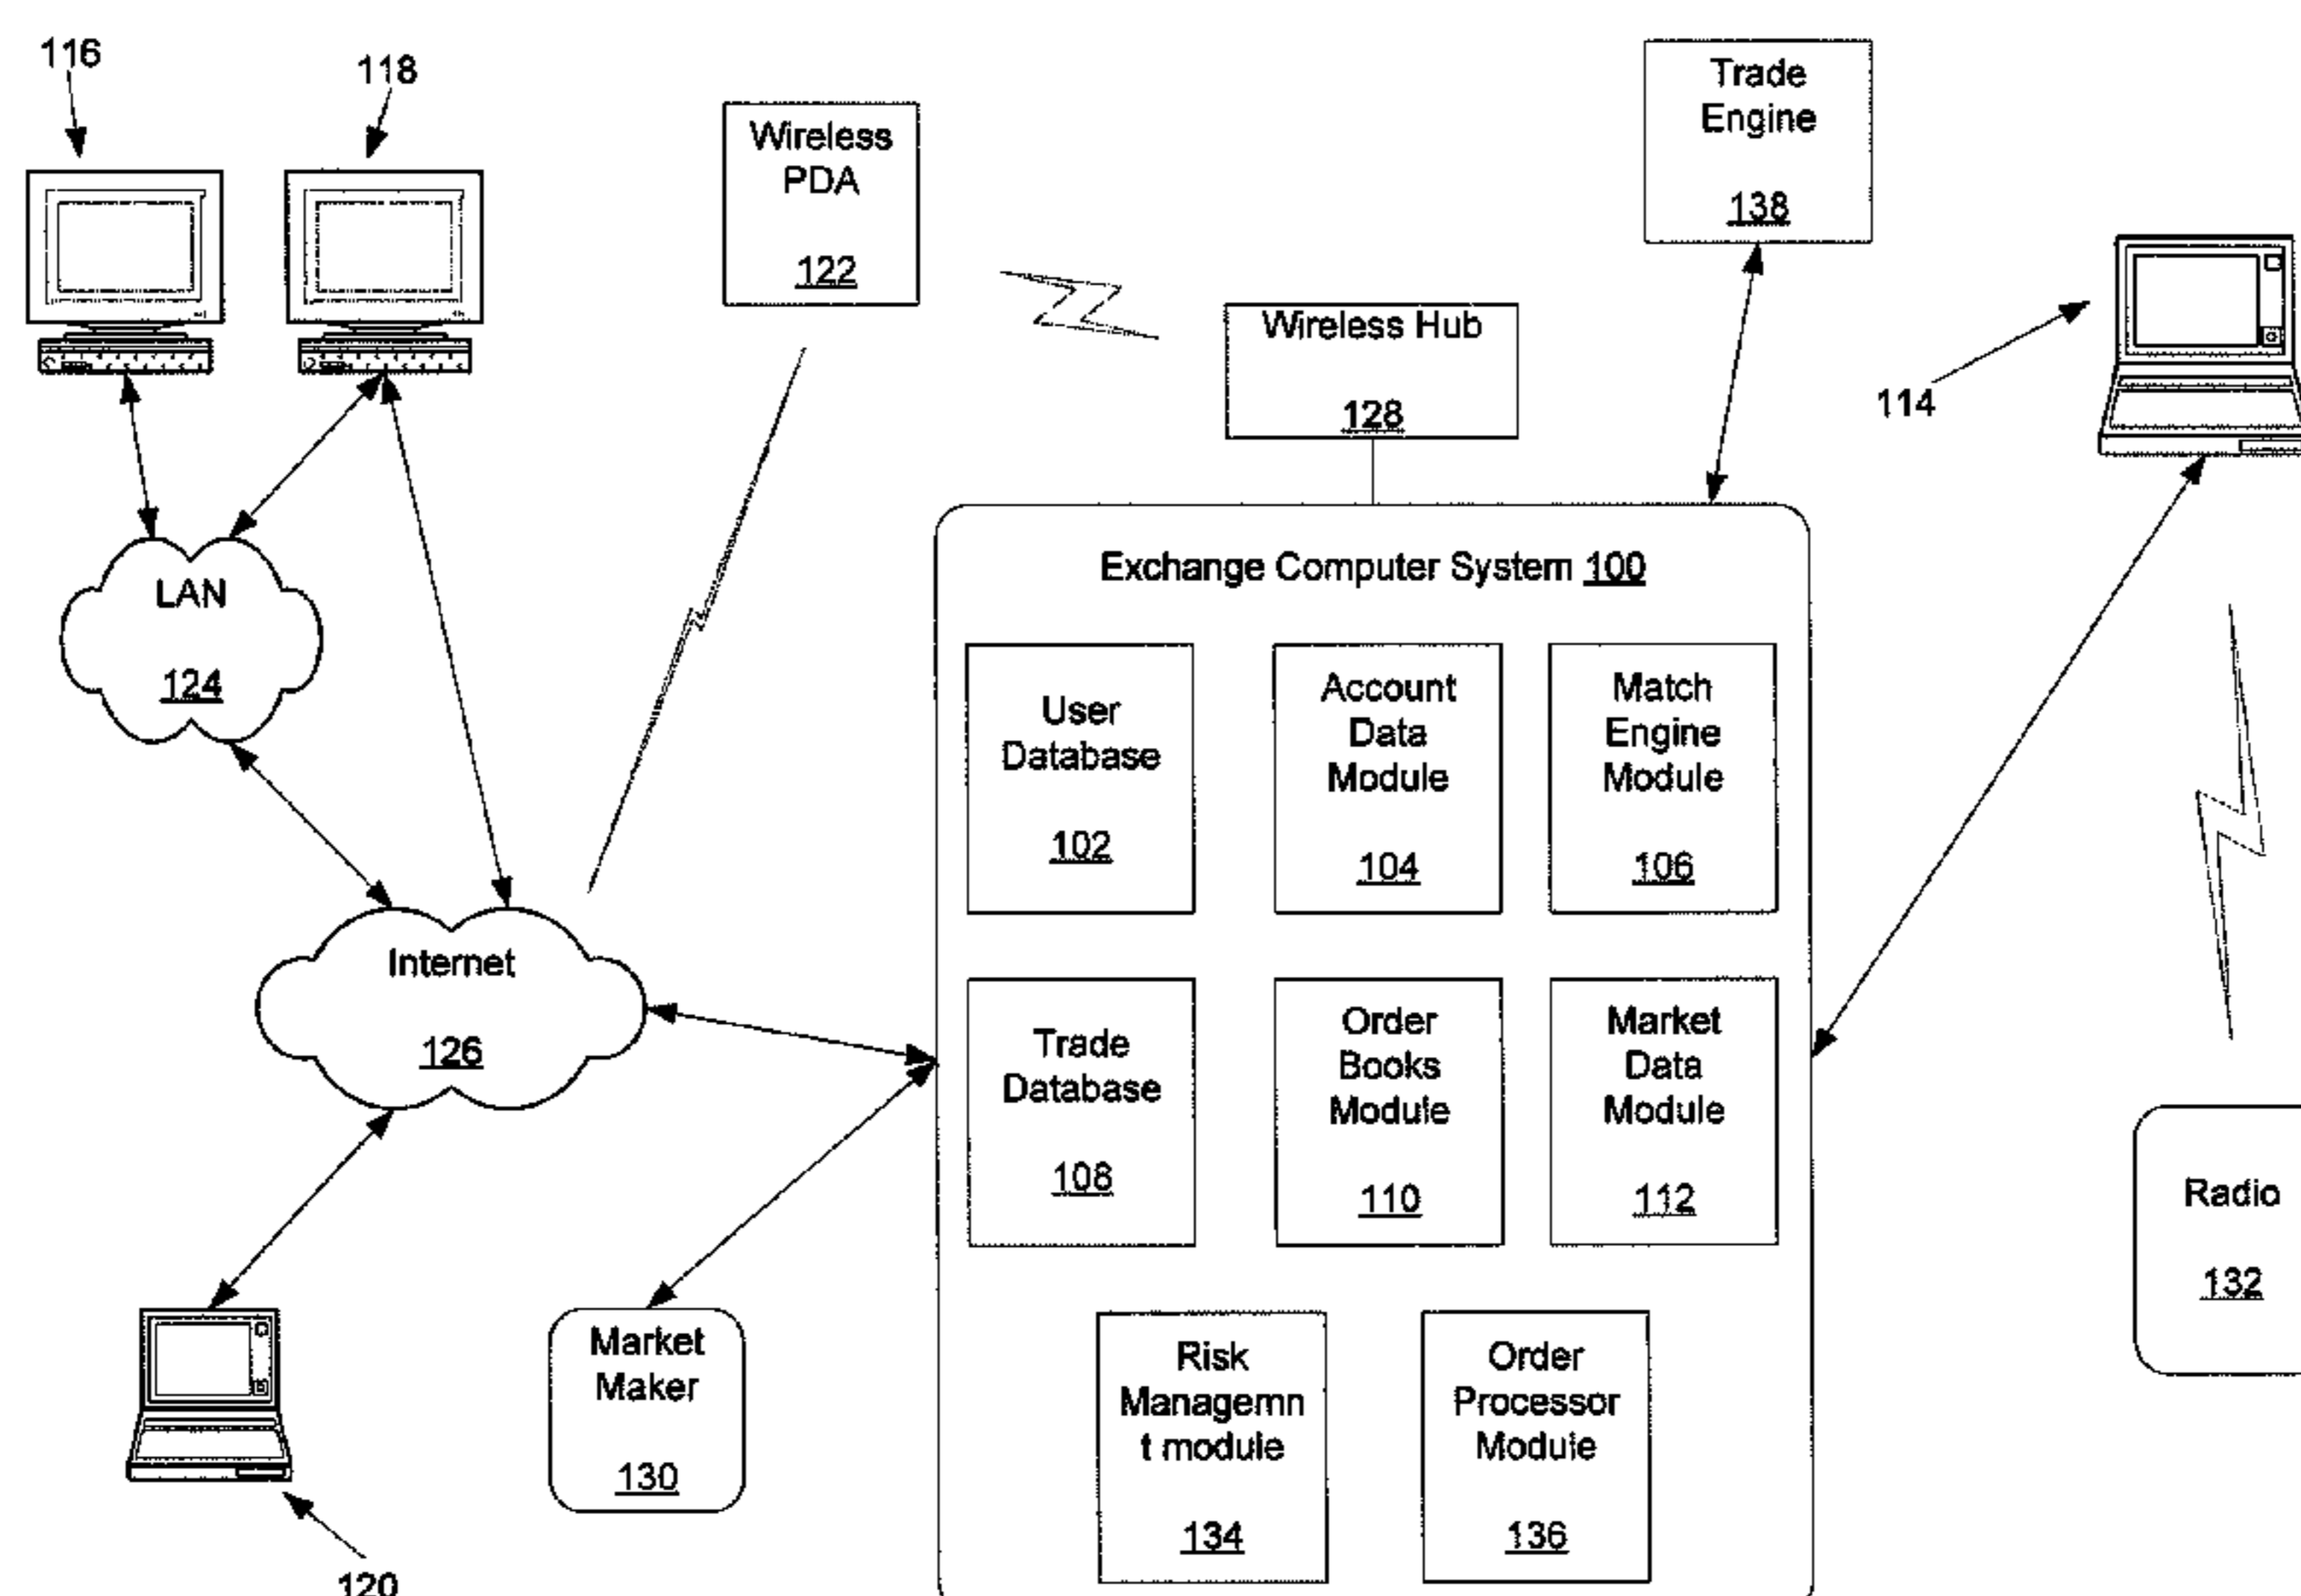 116
118
Wireless
PDA
122
Trade
Engine
138
Wireless Hub
128
114
LAN
124
Exchange Computer System 100
User
Database
102
Account
Data
Module
104
Match
Engine
Module
106
Internet
126
Trade
Database
108
Order
Books
Module
110
Market
Data
Module
112
Radio
132
Market
Maker
130
Risk
Managemn
t module
134
Order
Processor
Module
136
120